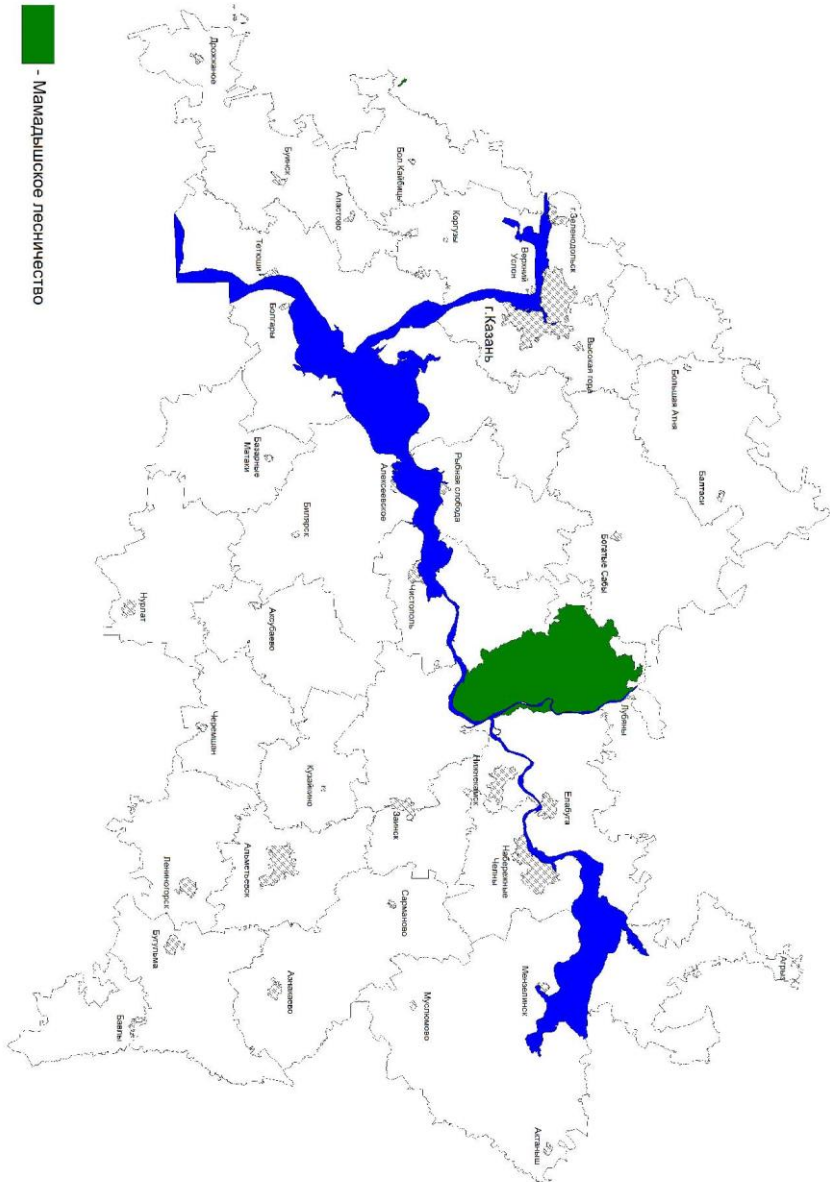 Агрыз
Балтаси
Большая Атня
Лубяны
Богатые Сабы
Высокая гора
г.Зеленодольск
Елабуга
Актаныш
Верхний
Услон
Мензелинск
Набережные
Челны
г.Казань
Нижнекамск
Рыбная слобода
Коргузы
Муслюмово
Чистополь
Сарманово
Бол.Кайбицы
Заинск
Алексеевское
Апастово
Кузайкино
Билярск
Азнакаево
Аксубаево
Болгары
Буинск
Тетюши
Базарные
Матаки
Альметьевск
Дрожжаное
Черемшан
Лениногорск
Бугульма
Нурлат
Бавлы
- Мамадышское лесничество